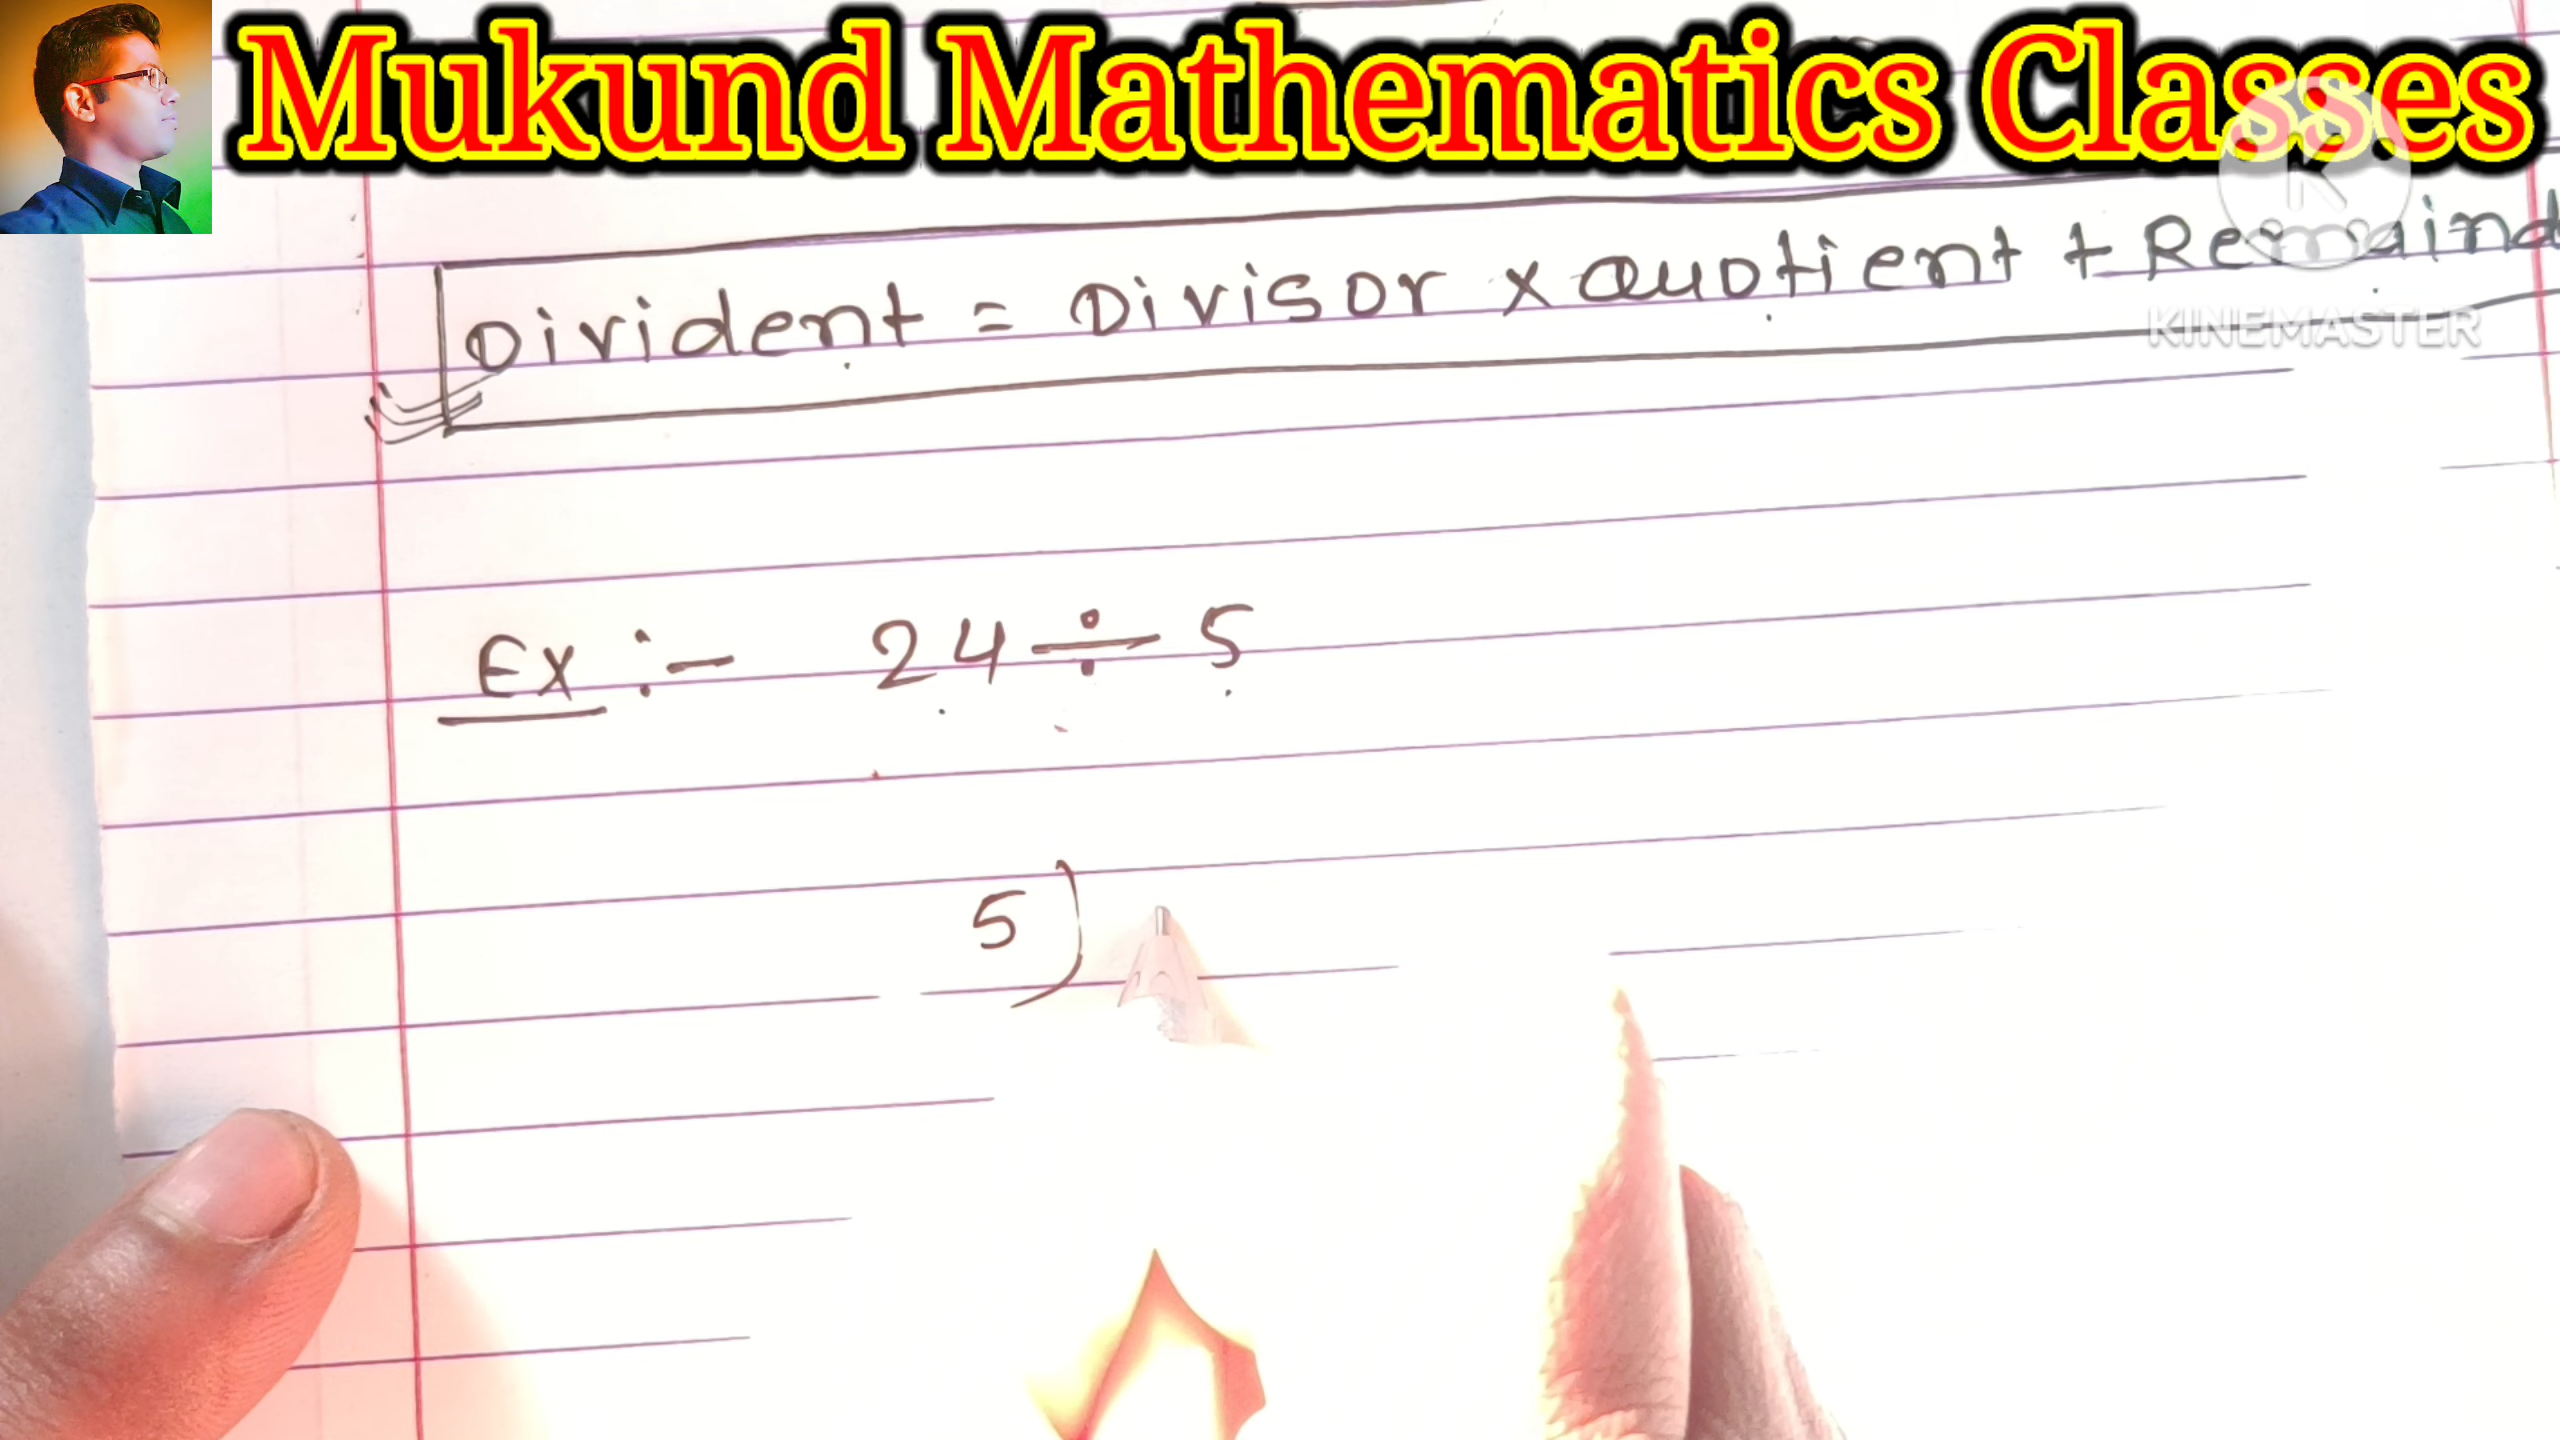 Mukund Mathematics Classes
Divident = Divisor × Quotient + Remaind
KINEMASTER
Ex :- 24 ÷ 5
5)